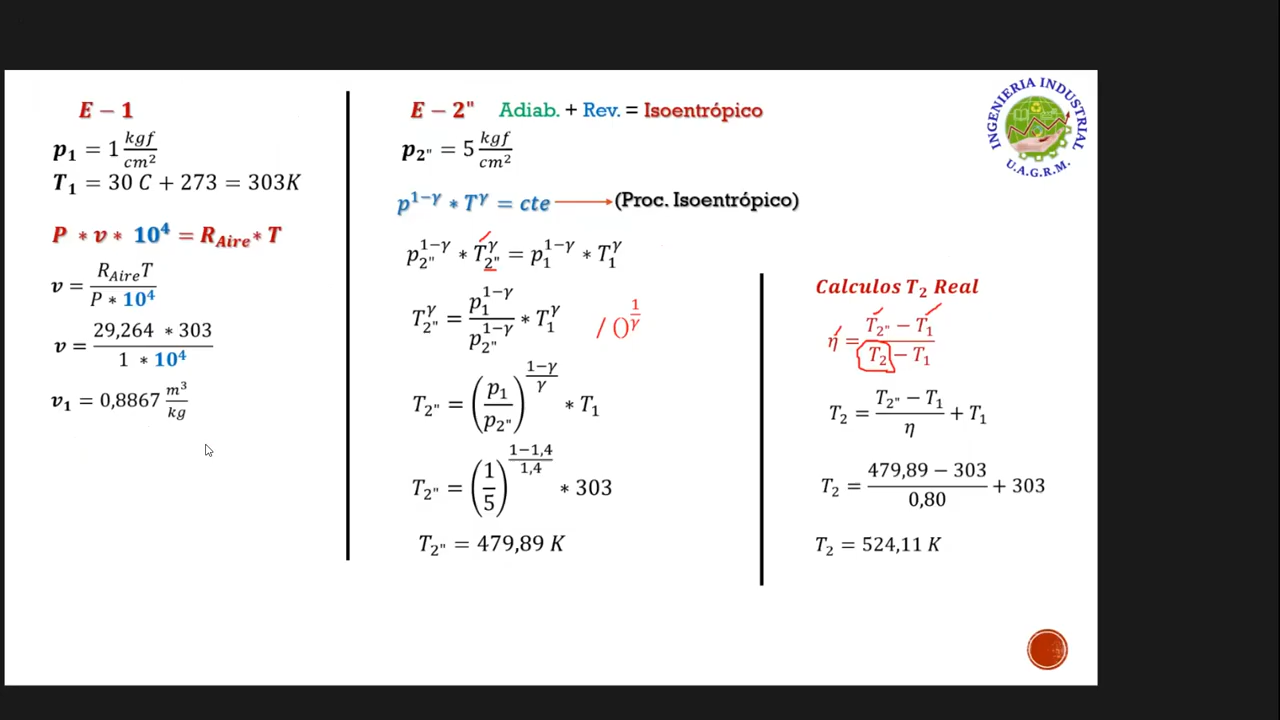 E − 1
p₁ = 1 kgf/cm²
T₁ = 30 C + 273 = 303K
P * v * 10⁴ = R_Aire * T
v = R_Aire T / P * 10⁴
v = 29,264 * 303 / 1 * 10⁴
v₁ = 0,8867 m³/kg
E − 2" Adiab. + Rev. = Isoentrópico
p₂" = 5 kgf/cm²
p^(1−γ) * T^γ = cte → (Proc. Isoentrópico)
p₂"^(1−γ) * T₂"^γ = p₁^(1−γ) * T₁^γ
T₂"^γ = p₁^(1−γ) / p₂"^(1−γ) * T₁^γ / ()^(1/γ)
T₂" = (p₁/p₂")^((1−γ)/γ) * T₁
T₂" = (1/5)^((1−1,4)/1,4) * 303
T₂" = 479,89 K
Calculos T₂ Real
η = T₂" − T₁ / T₂ − T₁
T₂ = T₂" − T₁ / η + T₁
T₂ = 479,89 − 303 / 0,80 + 303
T₂ = 524,11 K
INGENIERIA INDUSTRIAL
U.A.G.R.M.